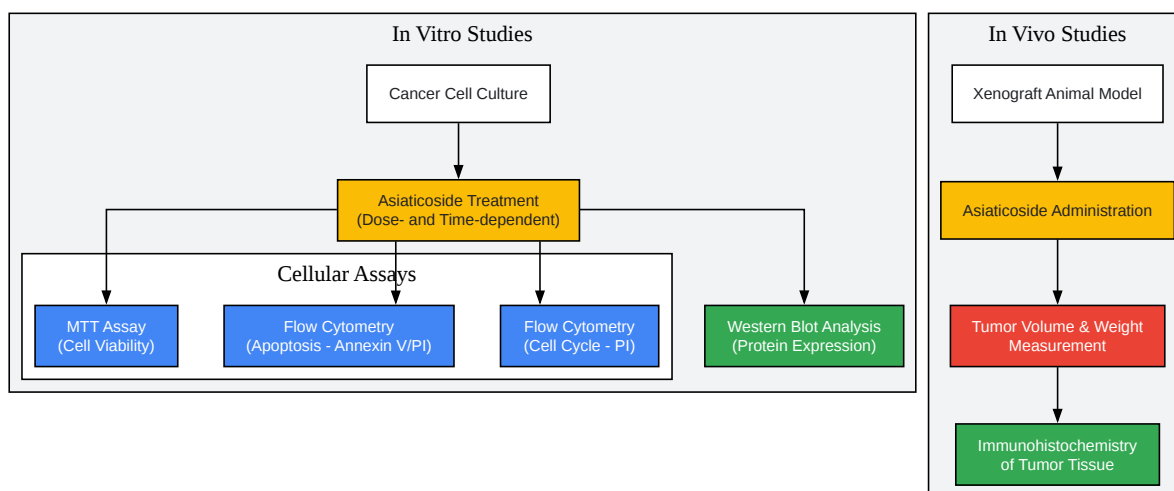 In Vitro Studies
Cancer Cell Culture
Asiaticoside Treatment
(Dose- and Time-dependent)
Cellular Assays
MTT Assay
(Cell Viability)
Flow Cytometry
(Apoptosis - Annexin V/PI)
Flow Cytometry
(Cell Cycle - PI)
Western Blot Analysis
(Protein Expression)
In Vivo Studies
Xenograft Animal Model
Asiaticoside Administration
Tumor Volume & Weight
Measurement
Immunohistochemistry
of Tumor Tissue